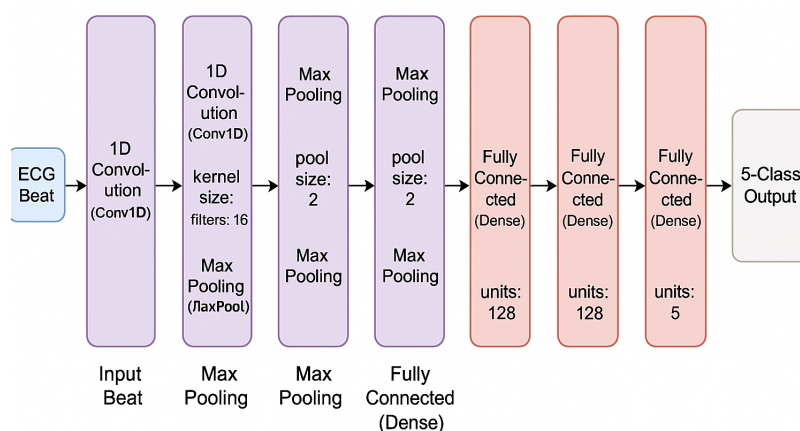 ECG
Beat
1D
Convol-
ution
(Conv1D)
1D
Convol-
ution
(Conv1D)
kernel
size:
filters: 16
Max
Pooling
(ЛaxPool)
Max
Pooling
pool
size:
2
Max
Pooling
Max
Pooling
pool
size:
2
Max
Pooling
Fully
Conne-
cted
(Dense)
units:
128
Fully
Conne-
cted
(Dense)
units:
128
Fully
Conne-
cted
(Dense)
units:
5
5-Class
Output
Input
Beat
Max
Pooling
Max
Pooling
Fully
Connected
(Dense)